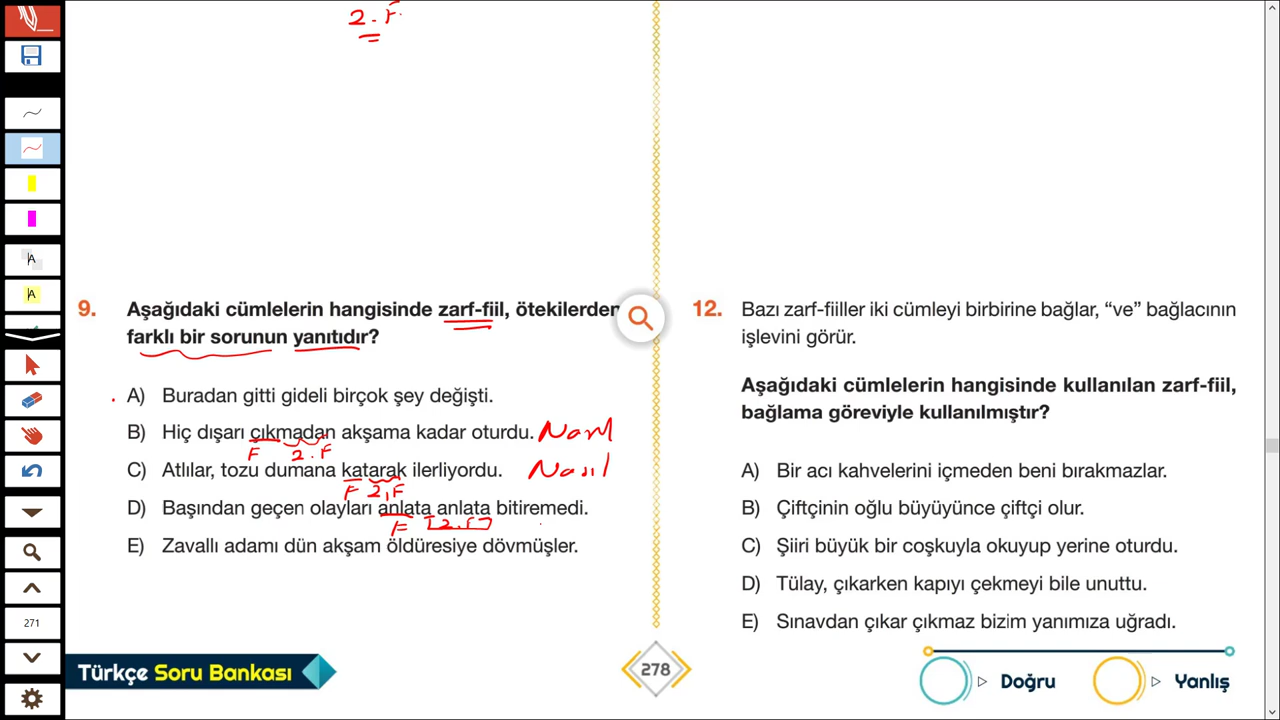 2. F
9. Aşağıdaki cümlelerin hangisinde zarf-fiil, ötekilerden
farklı bir sorunun yanıtıdır?
A) Buradan gitti gideli birçok şey değişti.
B) Hiç dışarı çıkmadan akşama kadar oturdu. Nasıl
F 2. F
C) Atlılar, tozu dumana katarak ilerliyordu. Nasıl
F 2. F
D) Başından geçen olayları anlata anlata bitiremedi.
F 2. F
E) Zavallı adamı dün akşam öldüresiye dövmüşler.
12. Bazı zarf-fiiller iki cümleyi birbirine bağlar, “ve” bağlacının
işlevini görür.
Aşağıdaki cümlelerin hangisinde kullanılan zarf-fiil,
bağlama göreviyle kullanılmıştır?
A) Bir acı kahvelerini içmeden beni bırakmazlar.
B) Çiftçinin oğlu büyüyünce çiftçi olur.
C) Şiiri büyük bir coşkuyla okuyup yerine oturdu.
D) Tülay, çıkarken kapıyı çekmeyi bile unuttu.
E) Sınavdan çıkar çıkmaz bizim yanımıza uğradı.
A
A
271
Türkçe Soru Bankası
278
Doğru
Yanlış